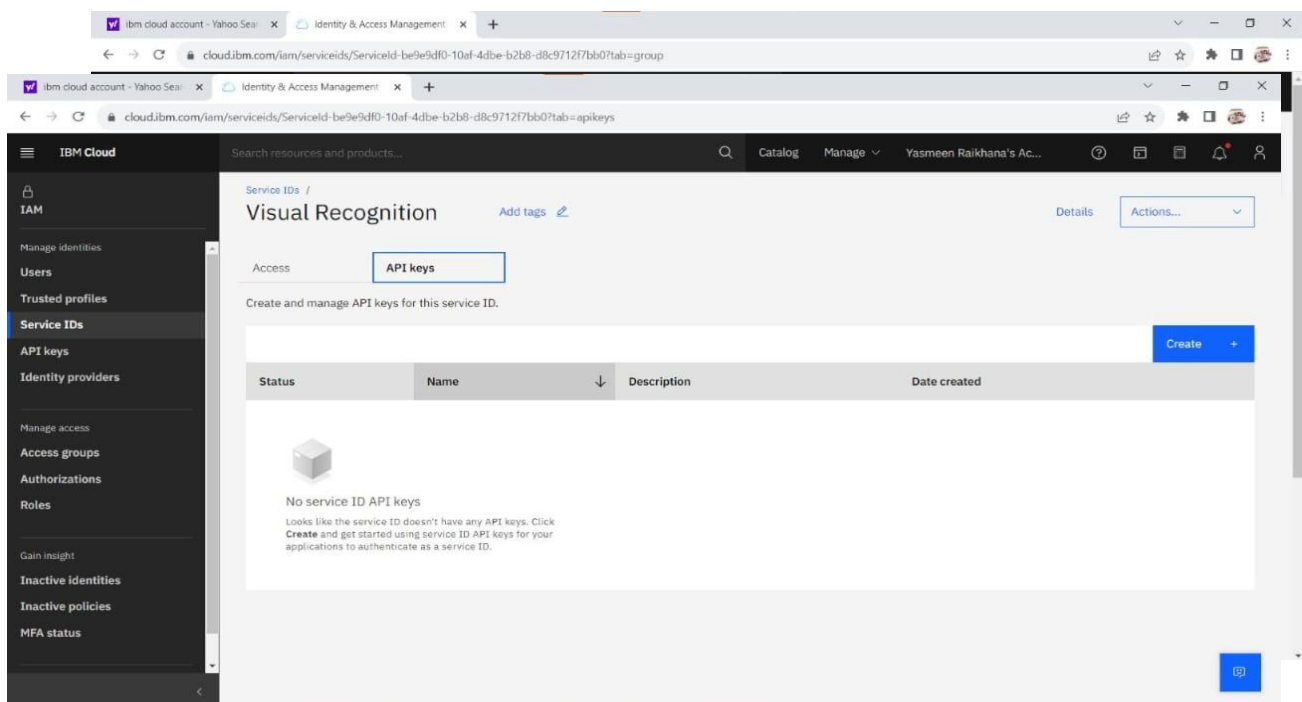 ibm cloud account - Yahoo Sear
Identity & Access Management
cloud.ibm.com/iam/serviceids/ServiceId-be9e9df0-10af-4dbe-b2b8-d8c9712f7bb0?tab=group
ibm cloud account - Yahoo Sear
Identity & Access Management
cloud.ibm.com/iam/serviceids/ServiceId-be9e9df0-10af-4dbe-b2b8-d8c9712f7bb0?tab=apikeys
IBM Cloud
Search resources and products...
Catalog
Manage
Yasmeen Raikhana's Ac...
IAM
Manage identities
Users
Trusted profiles
Service IDs
API keys
Identity providers
Manage access
Access groups
Authorizations
Roles
Gain insight
Inactive identities
Inactive policies
MFA status
Service IDs /
Visual Recognition
Add tags
Details
Actions...
Access
API keys
Create and manage API keys for this service ID.
Create +
Status
Name
Description
Date created
No service ID API keys
Looks like the service ID doesn't have any API keys. Click
Create and get started using service ID API keys for your
applications to authenticate as a service ID.